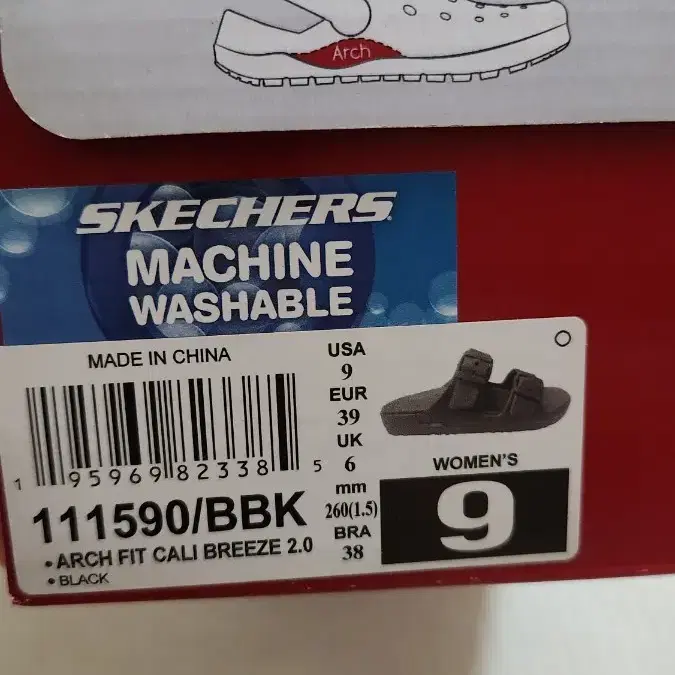 Arch
SKECHERS
MACHINE
WASHABLE
MADE IN CHINA
1 95969 82338 5
111590/BBK
• ARCH FIT CALI BREEZE 2.0
• BLACK
USA
9
EUR
39
UK
6
mm
260(1.5)
BRA
38
WOMEN'S
9